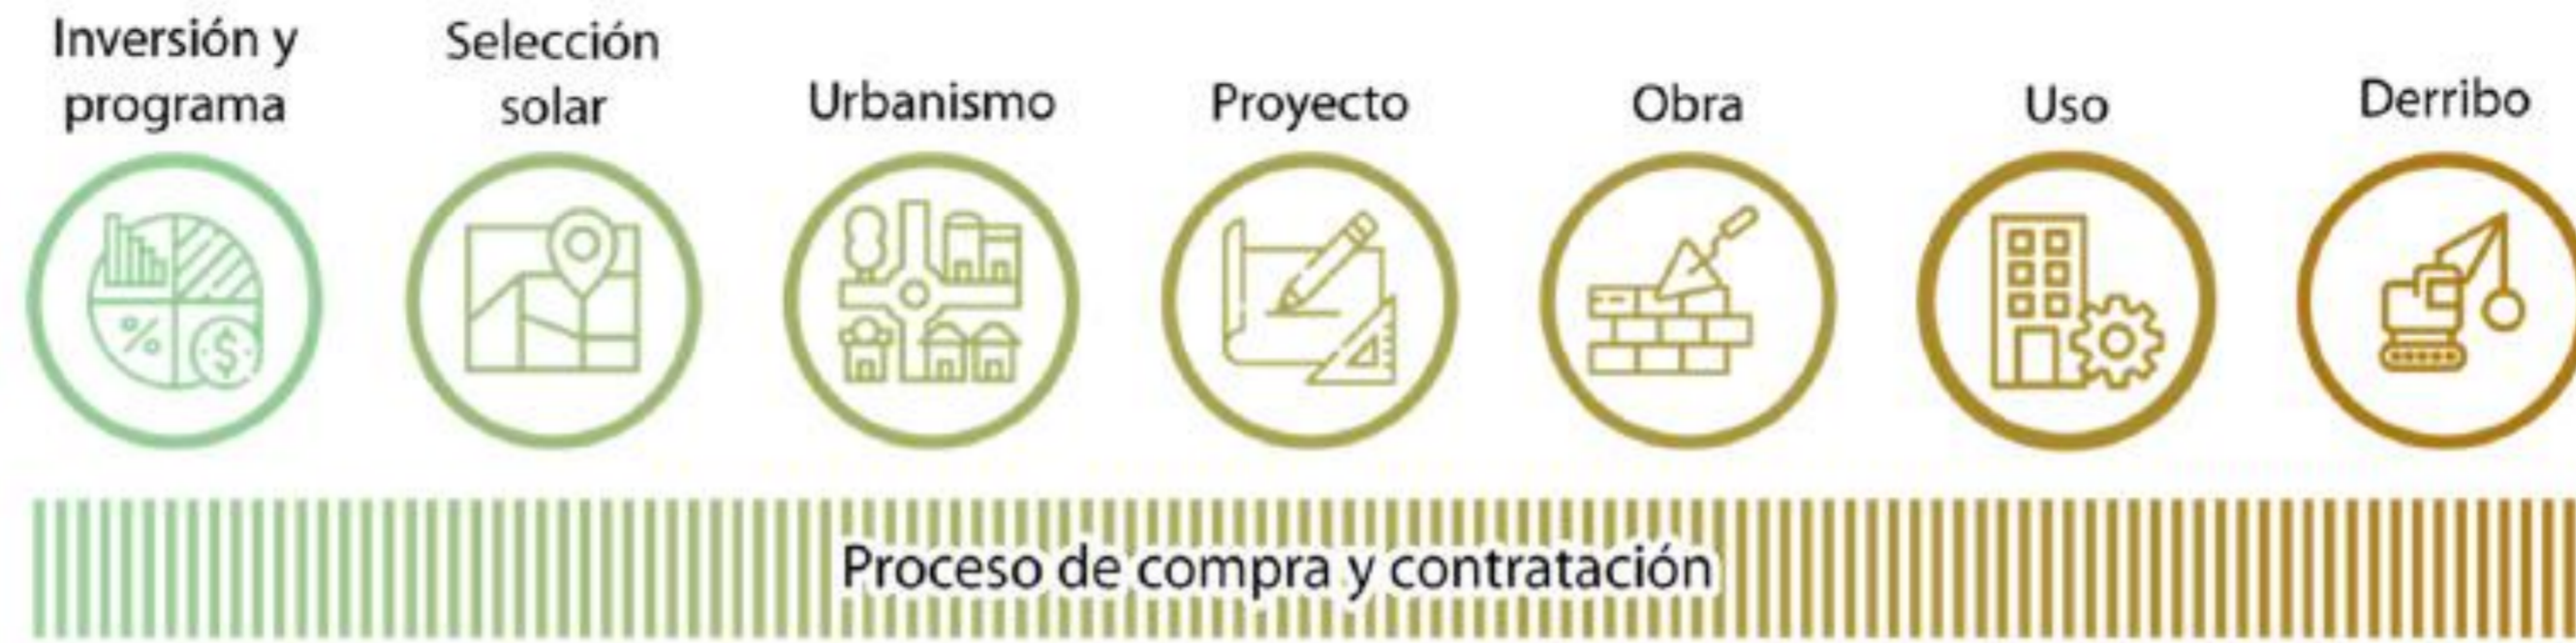 Inversión y
programa
Selección
solar
Urbanismo
Proyecto
Obra
Uso
Derribo
%
$
Proceso de compra y contratación